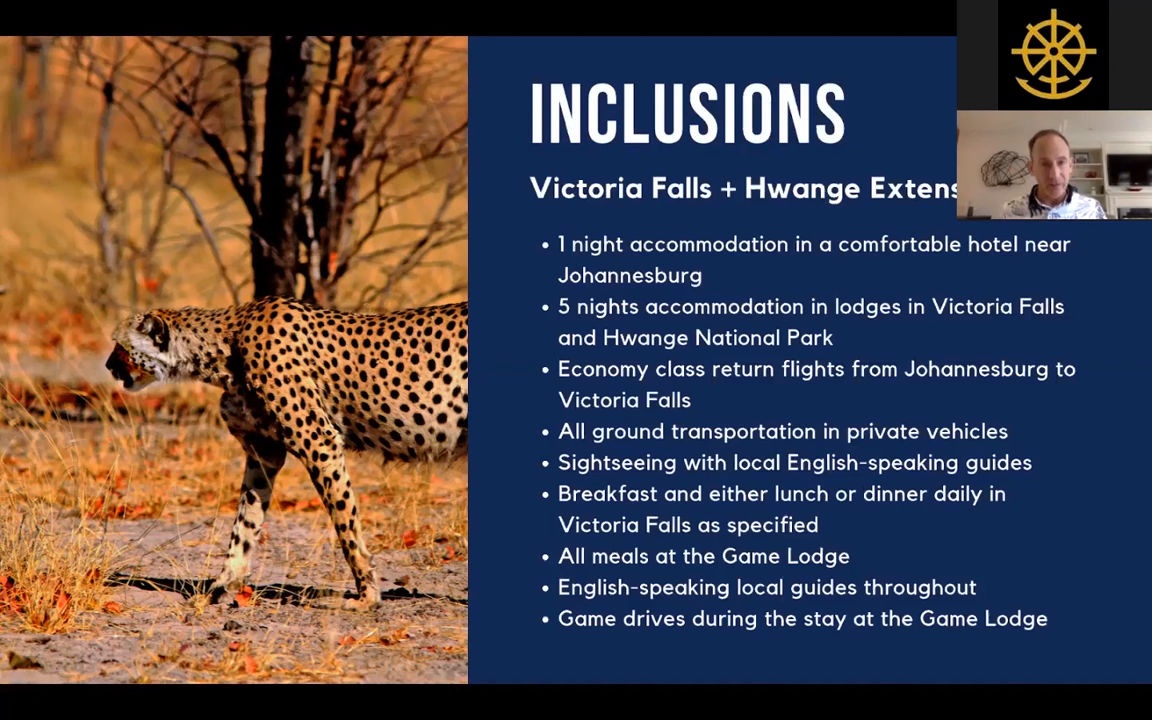 INCLUSIONS
Victoria Falls + Hwange Extens
• 1 night accommodation in a comfortable hotel near
Johannesburg
• 5 nights accommodation in lodges in Victoria Falls
and Hwange National Park
• Economy class return flights from Johannesburg to
Victoria Falls
• All ground transportation in private vehicles
• Sightseeing with local English-speaking guides
• Breakfast and either lunch or dinner daily in
Victoria Falls as specified
• All meals at the Game Lodge
• English-speaking local guides throughout
• Game drives during the stay at the Game Lodge